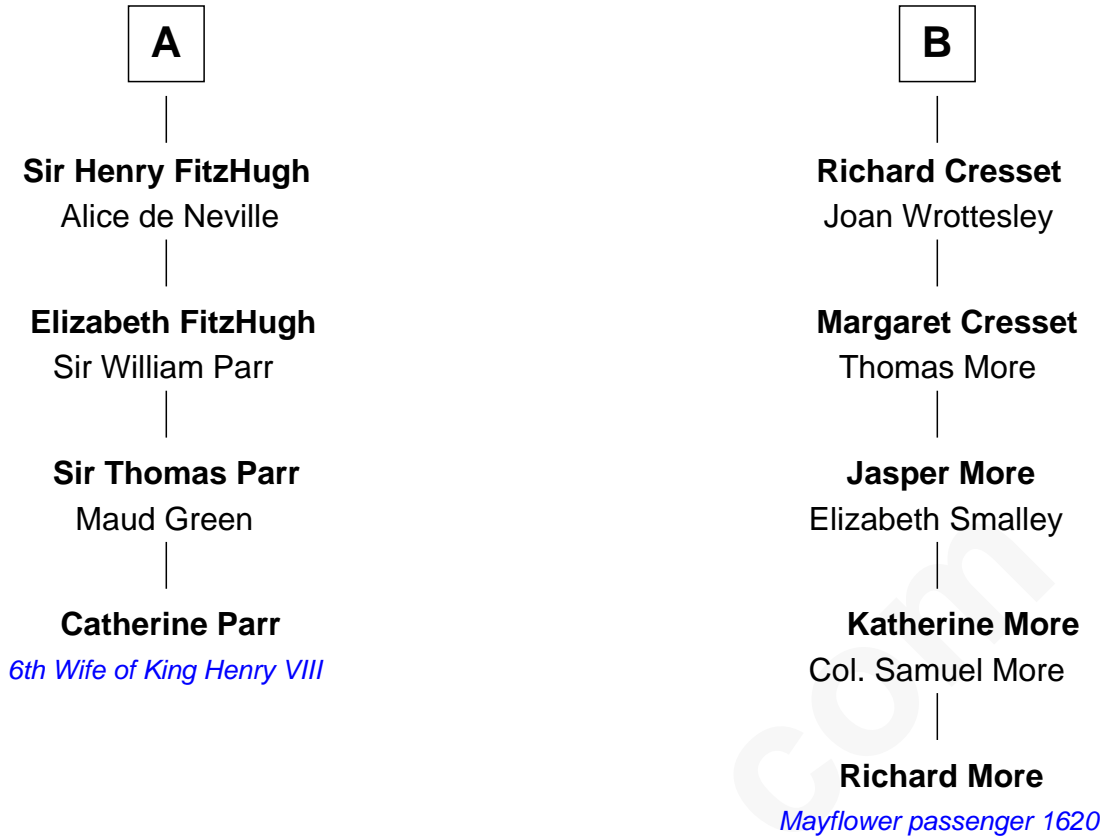 A
Sir Henry FitzHugh
Alice de Neville
Elizabeth FitzHugh
Sir William Parr
Sir Thomas Parr
Maud Green
Catherine Parr
6th Wife of King Henry VIII
B
Richard Cresset
Joan Wrottesley
Margaret Cresset
Thomas More
Jasper More
Elizabeth Smalley
Katherine More
Col. Samuel More
Richard More
Mayflower passenger 1620
com